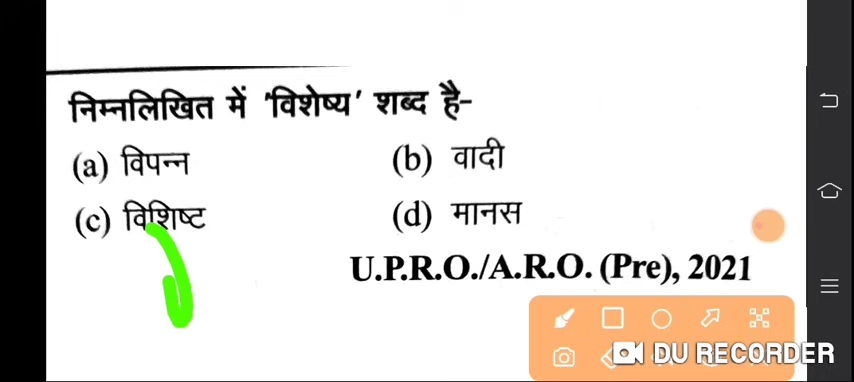 निम्नलिखित में 'विशेष्य' शब्द है-
(a) विपन्न (b) वादी
(c) विशिष्ट (d) मानस
U.P.R.O./A.R.O. (Pre), 2021
DU RECORDER